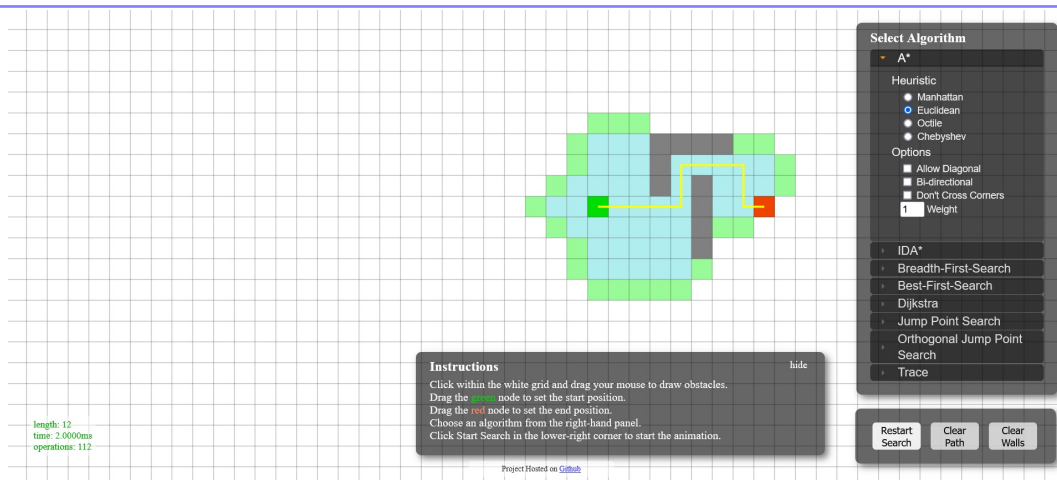 Select Algorithm
A*
Heuristic
Manhattan
Euclidean
Octile
Chebyshev
Options
Allow Diagonal
Bi-directional
Don't Cross Corners
1 Weight
IDA*
Breadth-First-Search
Best-First-Search
Dijkstra
Jump Point Search
Orthogonal Jump Point
Search
Trace
Instructions hide
Click within the white grid and drag your mouse to draw obstacles.
Drag the green node to set the start position.
Drag the red node to set the end position.
Choose an algorithm from the right-hand panel.
Click Start Search in the lower-right corner to start the animation.
length: 12
time: 2.0000ms
operations: 112
Restart Search
Clear Path
Clear Walls
Project Hosted on Github